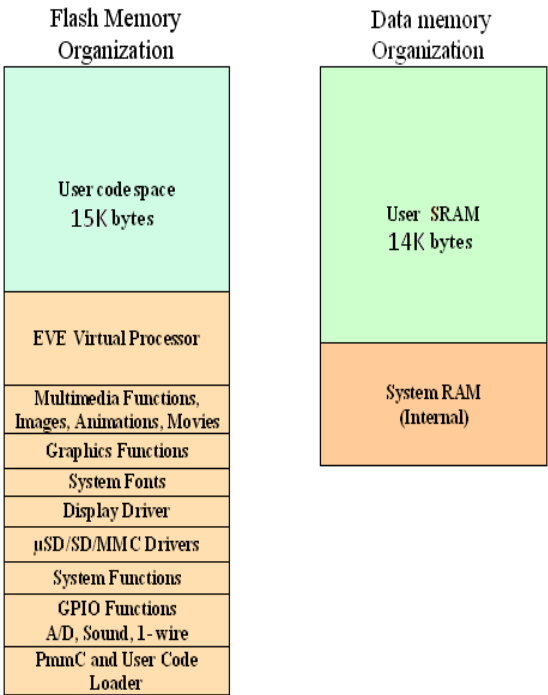 Flash Memory
Organization
User code space
15K bytes
EVE Virtual Processor
Multimedia Functions,
Images, Animations, Movies
Graphics Functions
System Fonts
Display Driver
µSD/SD/MMC Drivers
System Functions
GPIO Functions
A/D, Sound, 1-wire
PmmC and User Code
Loader
Data memory
Organization
User SRAM
14K bytes
System RAM
(Internal)